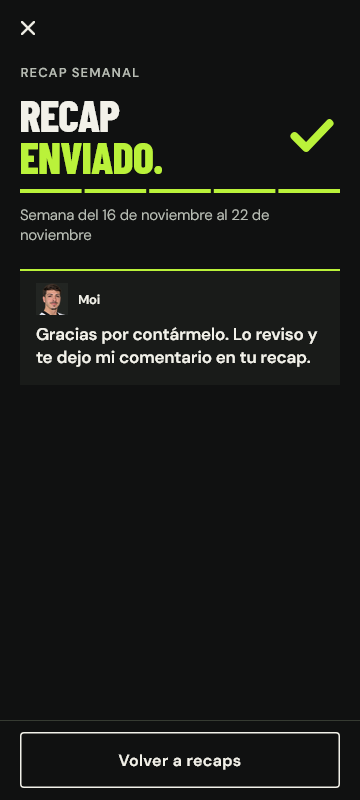 RECAP SEMANAL
RECAP
ENVIADO.
Semana del 16 de noviembre al 22 de
noviembre
Moi
Gracias por contármelo. Lo reviso y
te dejo mi comentario en tu recap.
Volver a recaps